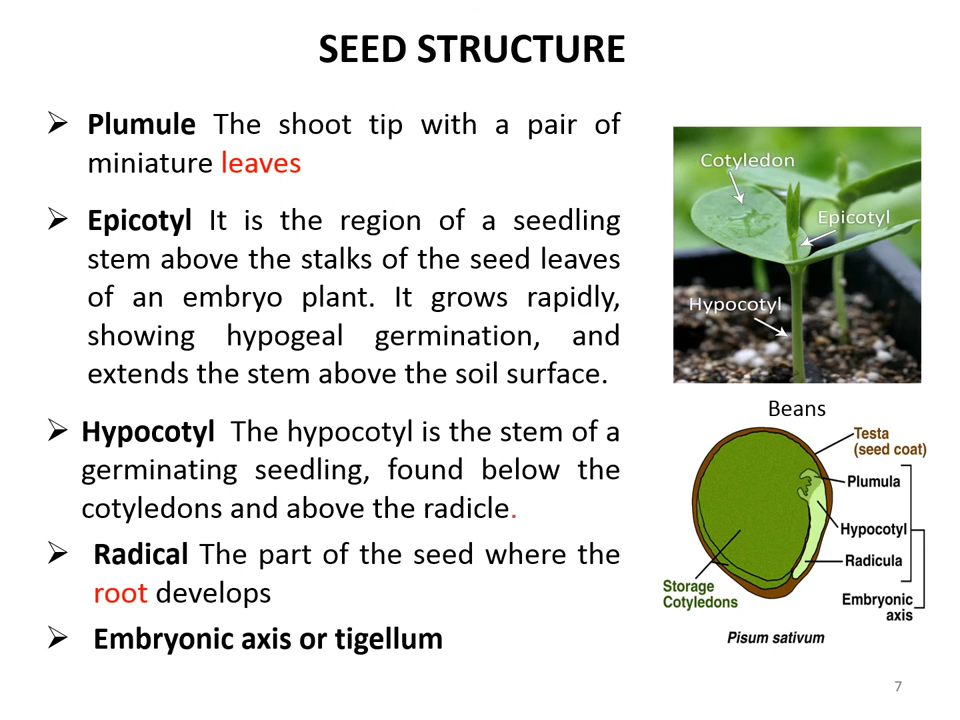 SEED STRUCTURE
➢ Plumule The shoot tip with a pair of
miniature leaves
➢ Epicotyl It is the region of a seedling
stem above the stalks of the seed leaves
of an embryo plant. It grows rapidly,
showing hypogeal germination, and
extends the stem above the soil surface.
➢ Hypocotyl The hypocotyl is the stem of a
germinating seedling, found below the
cotyledons and above the radicle.
➢ Radical The part of the seed where the
root develops
➢ Embryonic axis or tigellum
Cotyledon
Epicotyl
Hypocotyl
Beans
Testa
(seed coat)
Plumula
Hypocotyl
Radicula
Storage
Cotyledons
Embryonic
axis
Pisum sativum
7